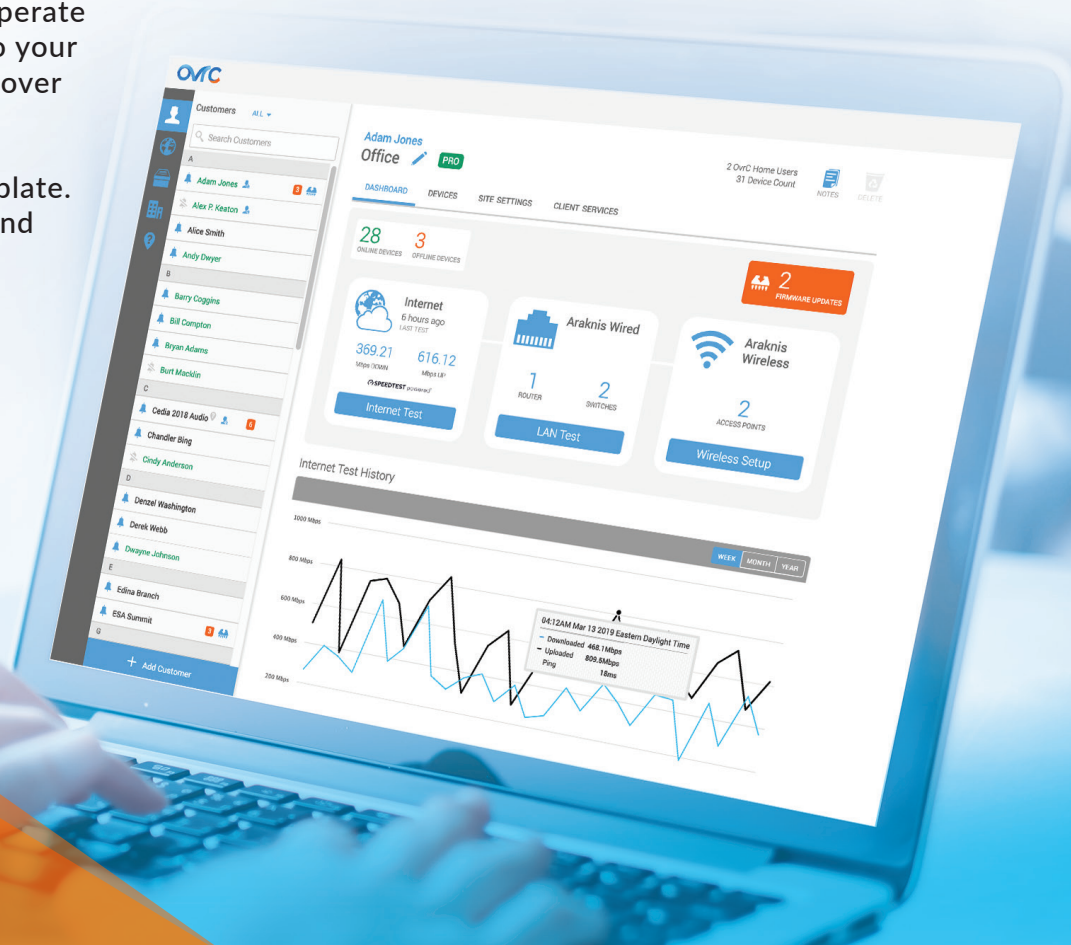 perate
o your
over
plate.
nd
OvrC
Customers ALL
Search Customers
A
Adam Jones 3
Alex P. Keaton
Alice Smith
Andy Dwyer
B
Barry Coggins
Bill Compton
Bryan Adams
Burt Macklin
C
Cedia 2018 Audio 6
Chandler Bing
Cindy Anderson
D
Denzel Washington
Derek Webb
Dwayne Johnson
E
Edina Branch
ESA Summit 3
G
+ Add Customer
Adam Jones
Office PRO
2 OvrC Home Users
31 Device Count
NOTES
DELETE
DASHBOARD DEVICES SITE SETTINGS CLIENT SERVICES
28
ONLINE DEVICES
3
OFFLINE DEVICES
2
FIRMWARE UPDATES
Internet
6 hours ago
LAST TEST
369.21
Mbps DOWN
616.12
Mbps UP
SPEEDTEST powered
Internet Test
Araknis Wired
1
ROUTER
2
SWITCHES
LAN Test
Araknis
Wireless
2
ACCESS POINTS
Wireless Setup
Internet Test History
WEEK MONTH YEAR
1000 Mbps
800 Mbps
600 Mbps
400 Mbps
200 Mbps
04:12AM Mar 13 2019 Eastern Daylight Time
Downloaded 468.1Mbps
Uploaded 809.5Mbps
Ping 18ms